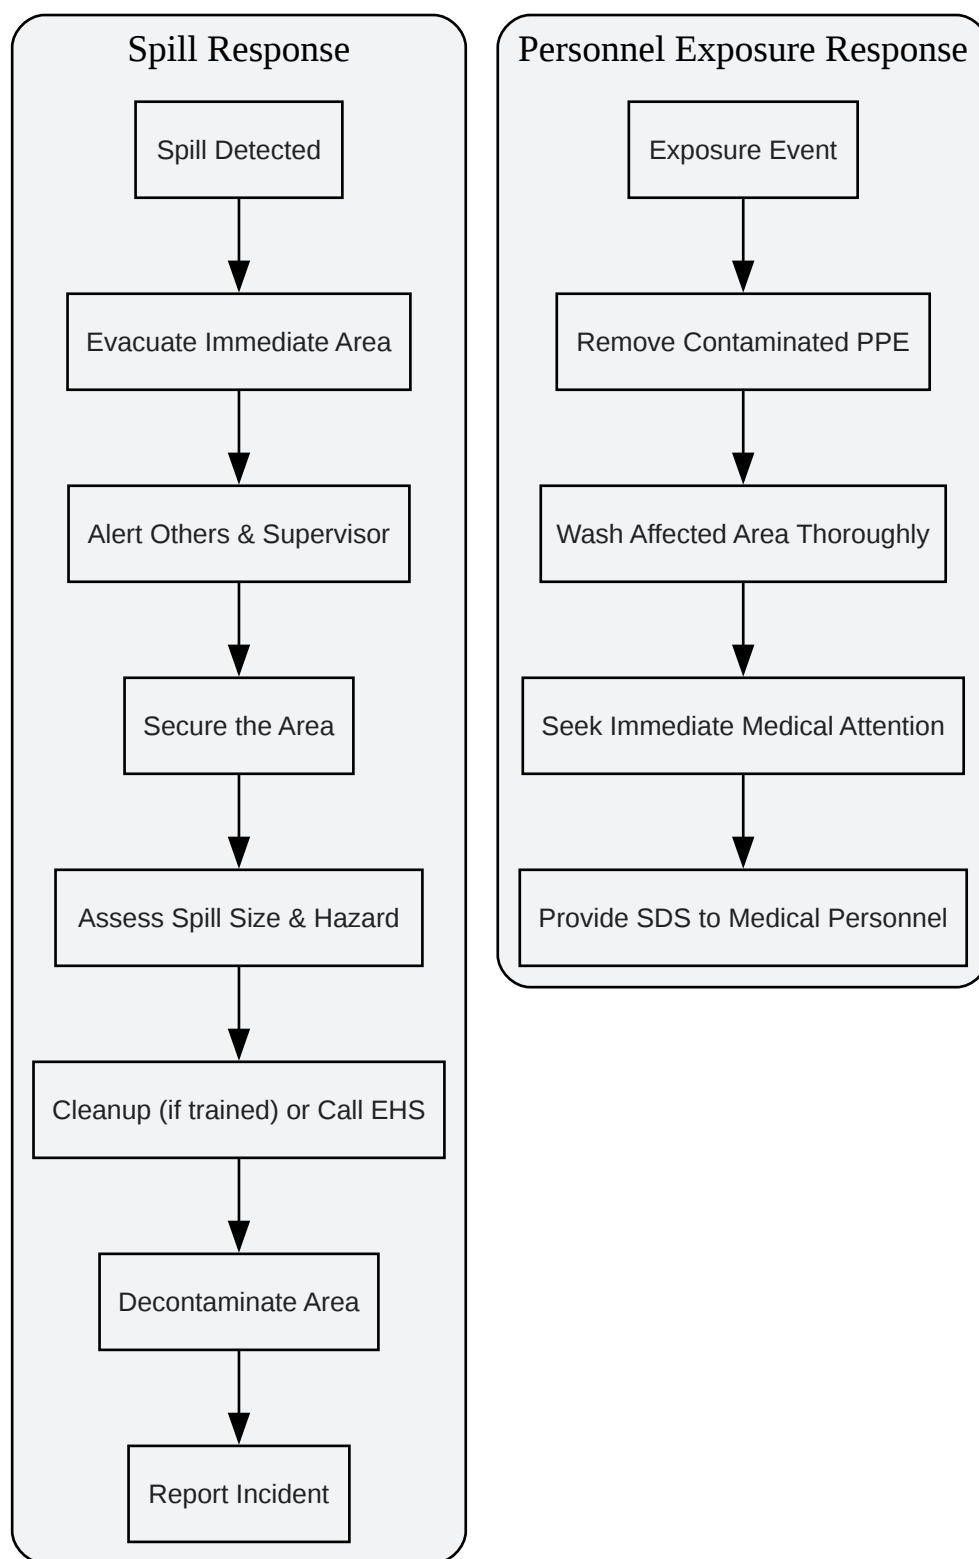 Spill Response
Spill Detected
Evacuate Immediate Area
Alert Others & Supervisor
Secure the Area
Assess Spill Size & Hazard
Cleanup (if trained) or Call EHS
Decontaminate Area
Report Incident
Personnel Exposure Response
Exposure Event
Remove Contaminated PPE
Wash Affected Area Thoroughly
Seek Immediate Medical Attention
Provide SDS to Medical Personnel